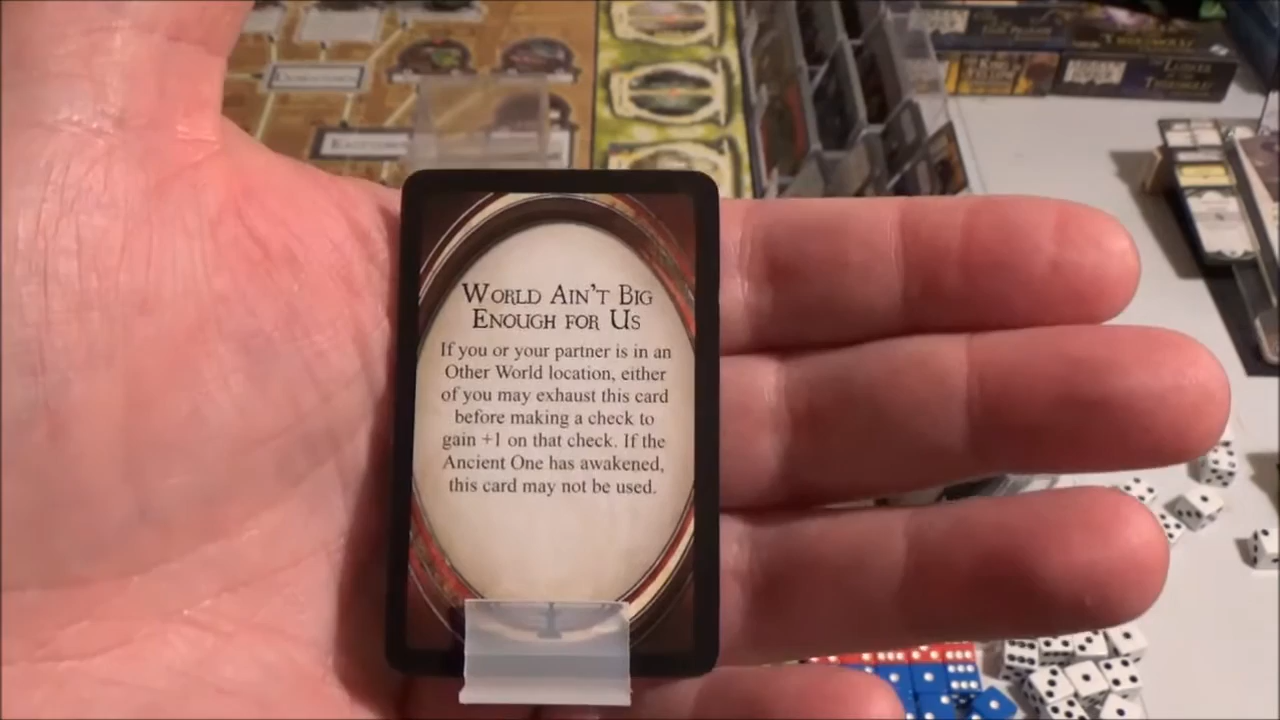 Downtown
Easttown
World Ain't Big
Enough for Us
If you or your partner is in an
Other World location, either
of you may exhaust this card
before making a check to
gain +1 on that check. If the
Ancient One has awakened,
this card may not be used.